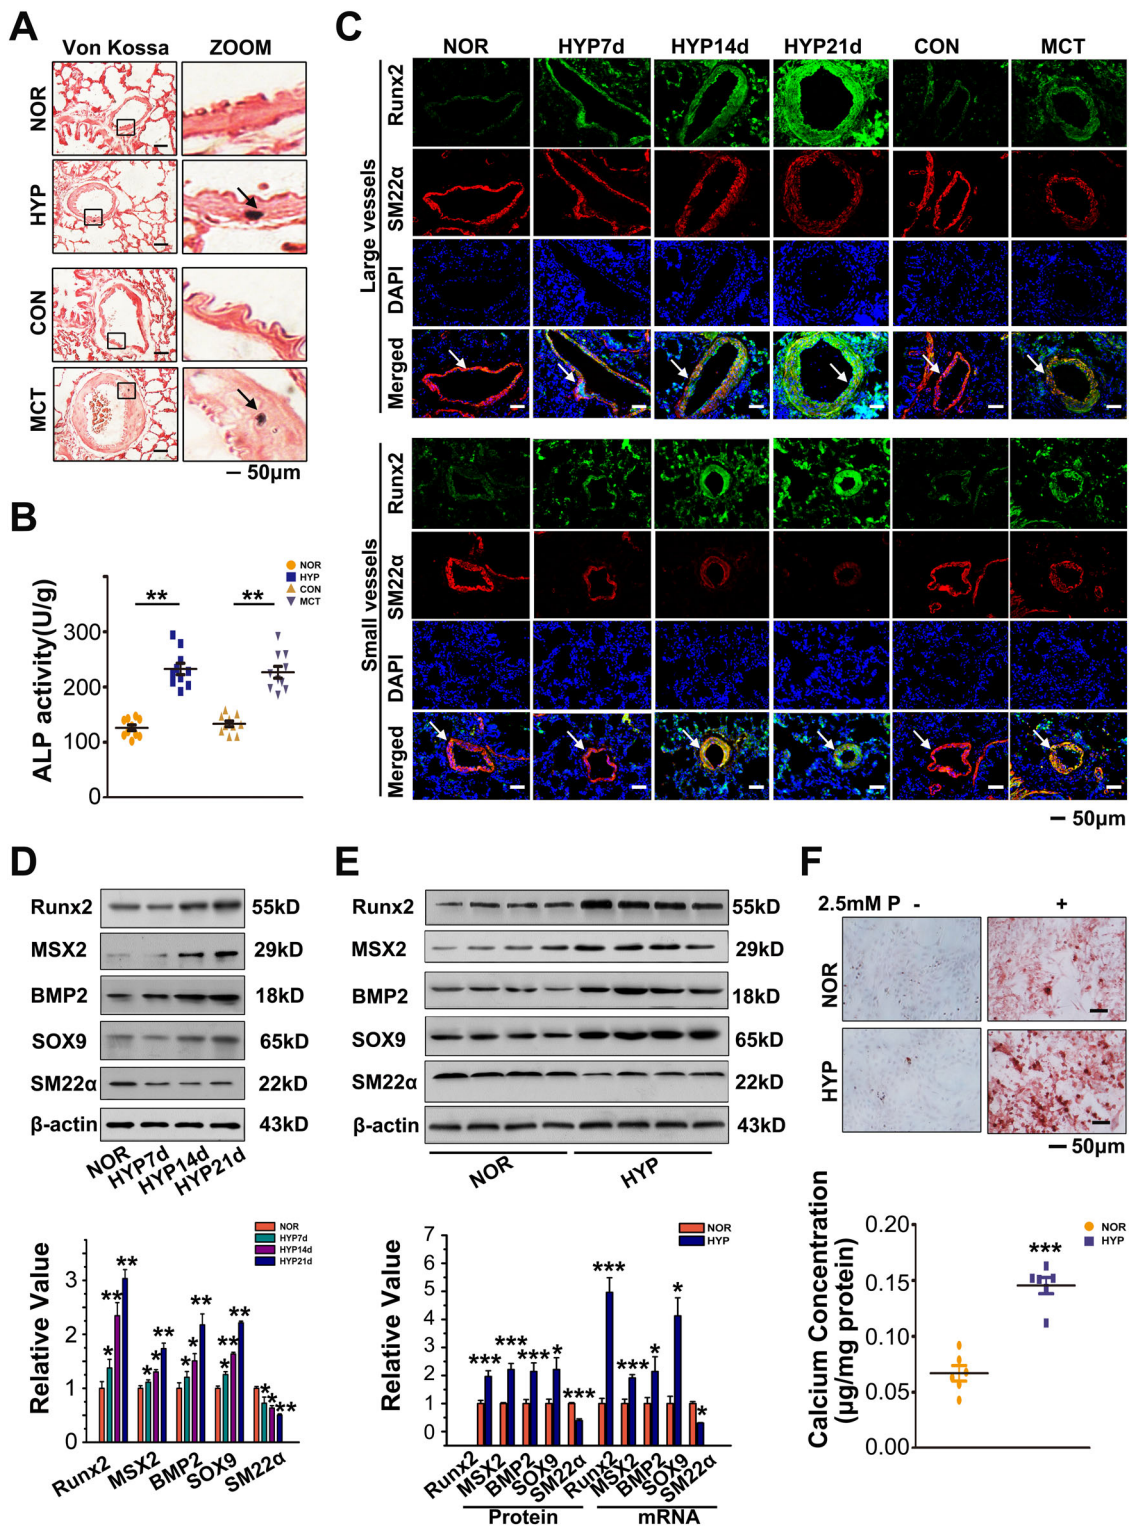 A
Von Kossa ZOOM
NOR
HYP
CON
MCT
50µm
B
ALP activity(U/g)
300
200
100
0
**
**
NOR
HYP
CON
MCT
C
NOR HYP7d HYP14d HYP21d CON MCT
Large vessels
Runx2
SM22α
DAPI
Merged
Small vessels
Runx2
SM22α
DAPI
Merged
50µm
D
Runx2 55kD
MSX2 29kD
BMP2 18kD
SOX9 65kD
SM22α 22kD
β-actin 43kD
NOR HYP7d HYP14d HYP21d
Relative Value
3
2
1
0
NOR
HYP7d
HYP14d
HYP21d
* ** **
* * **
* * **
* ** **
* * **
Runx2 MSX2 BMP2 SOX9 SM22α
E
Runx2 55kD
MSX2 29kD
BMP2 18kD
SOX9 65kD
SM22α 22kD
β-actin 43kD
NOR HYP
Relative Value
7
6
5
4
3
2
1
0
NOR
HYP
*** *** *** * *** *** *** * * *
Runx2 MSX2 BMP2 SOX9 SM22α Runx2 MSX2 BMP2 SOX9 SM22α
Protein mRNA
F
2.5mM P - +
NOR
HYP
50µm
Calcium Concentration
(µg/mg protein)
0.20
0.15
0.10
0.05
0.00
***
NOR
HYP